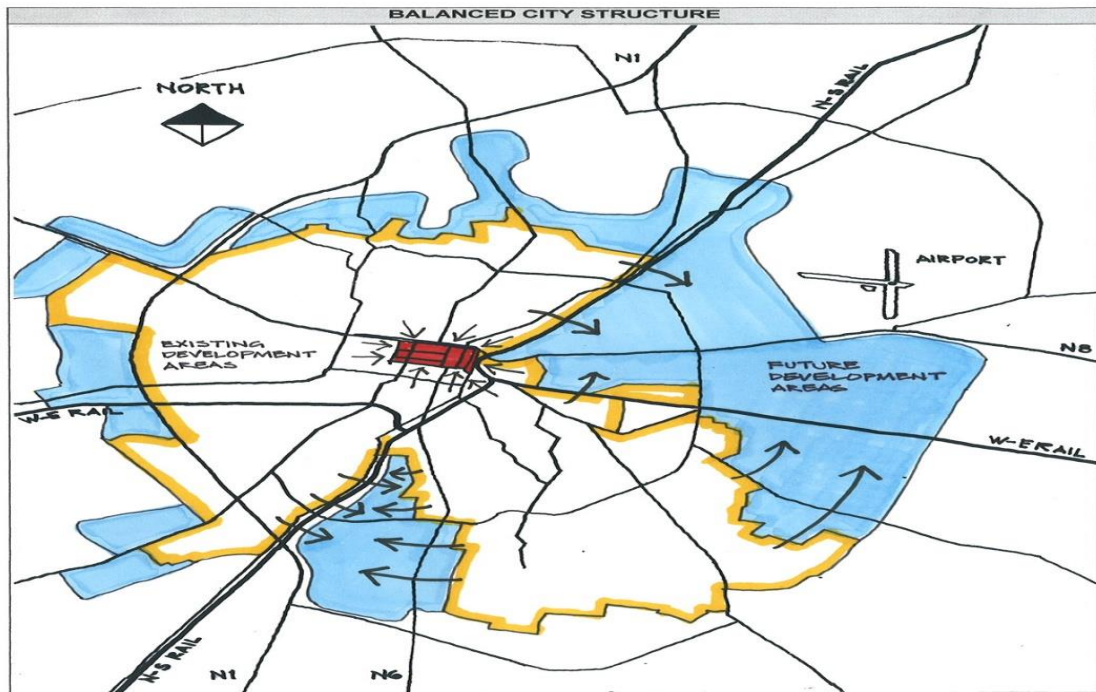 BALANCED CITY STRUCTURE
N1
N-S RAIL
NORTH
AIRPORT
EXISTING
DEVELOPMENT
AREAS
N8
FUTURE
DEVELOPMENT
AREAS
W-E RAIL
W-E RAIL
N-S RAIL
N1
N6